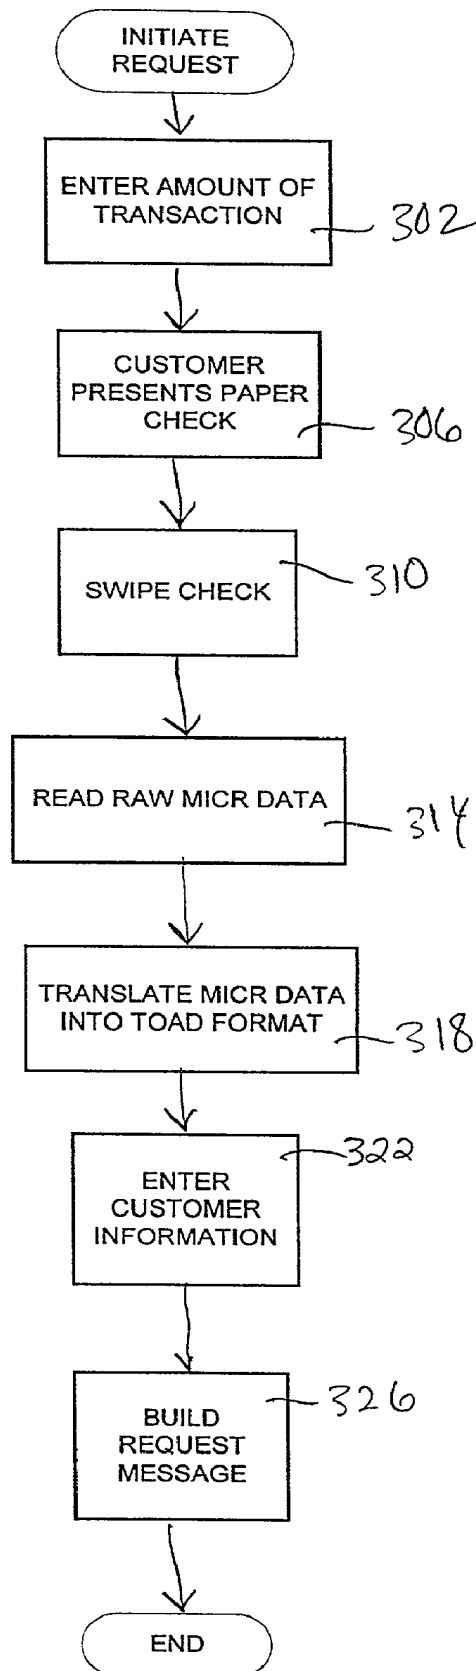 INITIATE
REQUEST
ENTER AMOUNT OF
TRANSACTION
302
CUSTOMER
PRESENTS PAPER
CHECK
306
SWIPE CHECK
310
READ RAW MICR DATA
314
TRANSLATE MICR DATA
INTO TOAD FORMAT
318
322
ENTER
CUSTOMER
INFORMATION
326
BUILD
REQUEST
MESSAGE
END